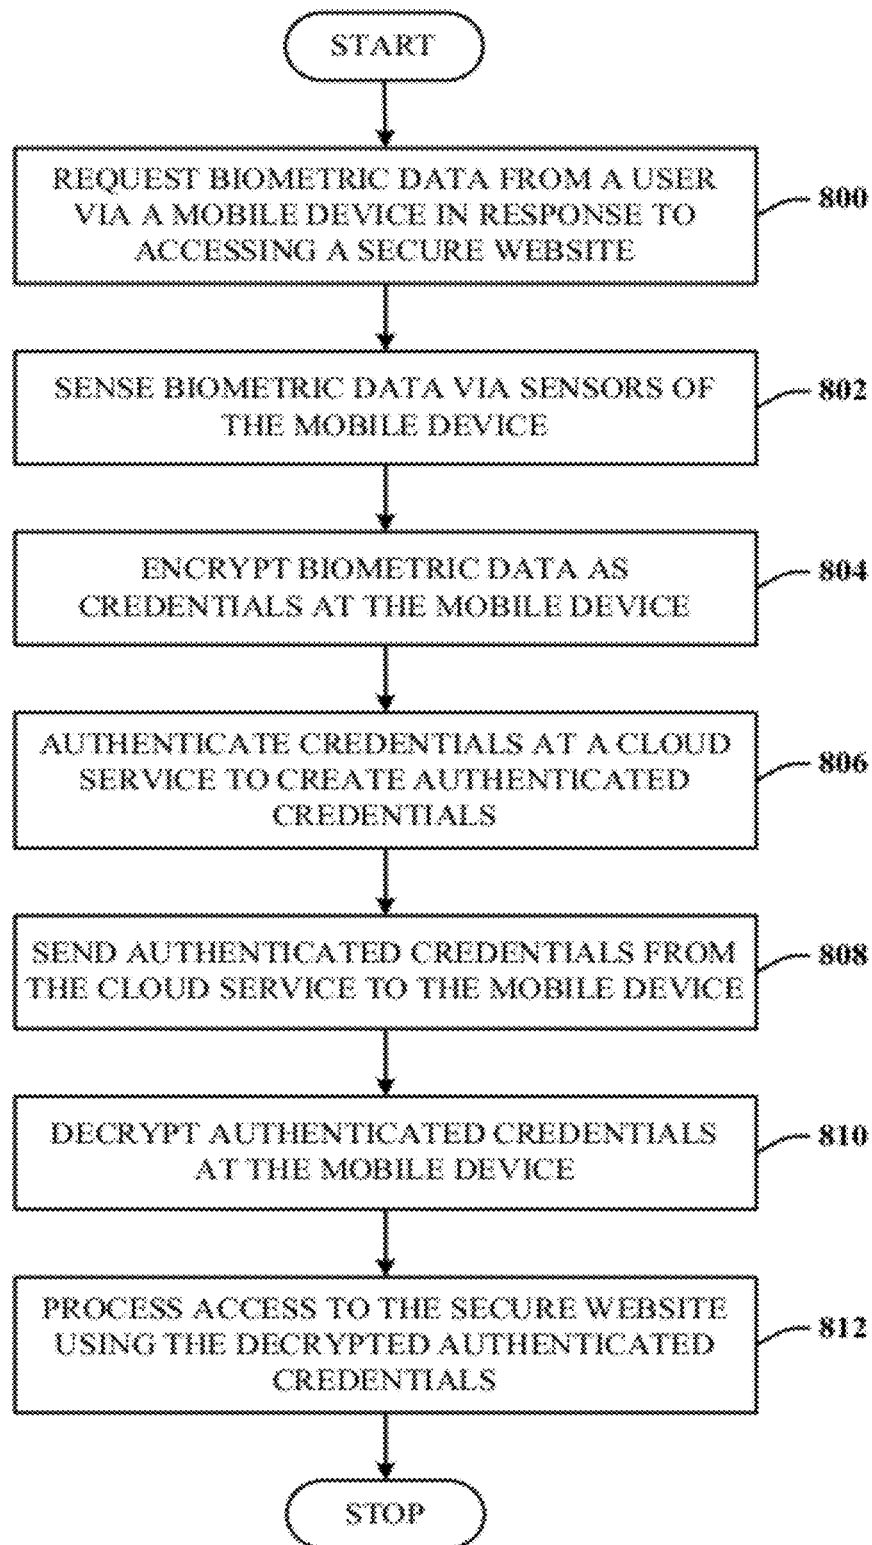 START
REQUEST BIOMETRIC DATA FROM A USER
VIA A MOBILE DEVICE IN RESPONSE TO
ACCESSING A SECURE WEBSITE
800
SENSE BIOMETRIC DATA VIA SENSORS OF
THE MOBILE DEVICE
802
ENCRYPT BIOMETRIC DATA AS
CREDENTIALS AT THE MOBILE DEVICE
804
AUTHENTICATE CREDENTIALS AT A CLOUD
SERVICE TO CREATE AUTHENTICATED
CREDENTIALS
806
SEND AUTHENTICATED CREDENTIALS FROM
THE CLOUD SERVICE TO THE MOBILE DEVICE
808
DECRYPT AUTHENTICATED CREDENTIALS
AT THE MOBILE DEVICE
810
PROCESS ACCESS TO THE SECURE WEBSITE
USING THE DECRYPTED AUTHENTICATED
CREDENTIALS
812
STOP